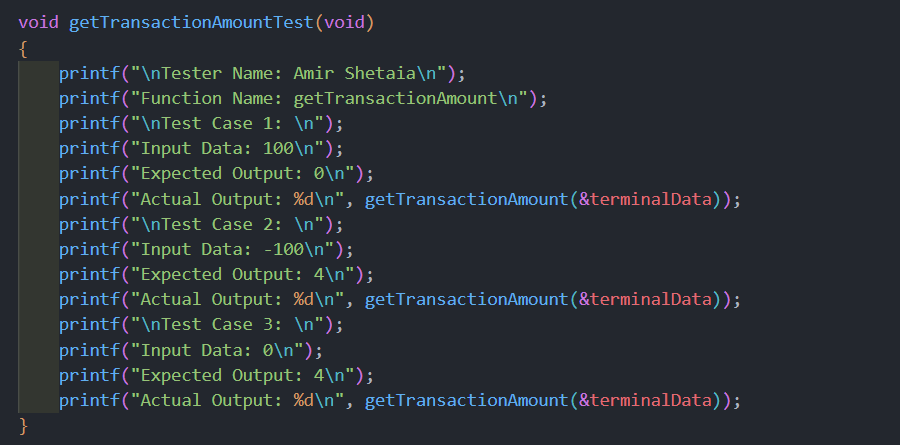 void getTransactionAmountTest(void)
{
    printf("\nTester Name: Amir Shetaia\n");
    printf("Function Name: getTransactionAmount\n");
    printf("\nTest Case 1: \n");
    printf("Input Data: 100\n");
    printf("Expected Output: 0\n");
    printf("Actual Output: %d\n", getTransactionAmount(&terminalData));
    printf("\nTest Case 2: \n");
    printf("Input Data: -100\n");
    printf("Expected Output: 4\n");
    printf("Actual Output: %d\n", getTransactionAmount(&terminalData));
    printf("\nTest Case 3: \n");
    printf("Input Data: 0\n");
    printf("Expected Output: 4\n");
    printf("Actual Output: %d\n", getTransactionAmount(&terminalData));
}